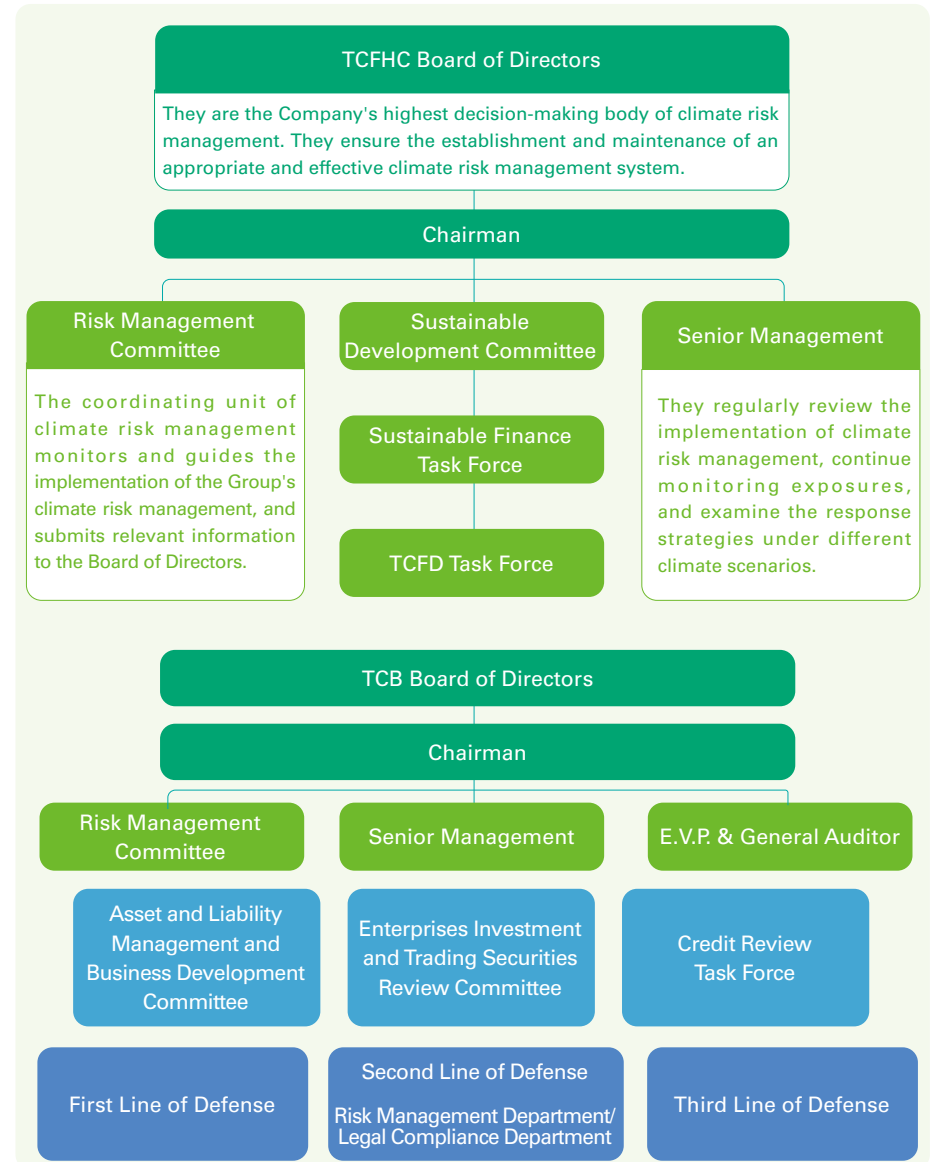 TCFHC Board of Directors
They are the Company's highest decision-making body of climate risk
management. They ensure the establishment and maintenance of an
appropriate and effective climate risk management system.
Chairman
Risk Management
Committee
The coordinating unit of
climate risk management
monitors and guides the
implementation of the Group's
climate risk management, and
submits relevant information
to the Board of Directors.
Sustainable
Development Committee
Sustainable Finance
Task Force
TCFD Task Force
Senior Management
They regularly review the
implementation of climate
risk management, continue
monitoring exposures,
and examine the response
strategies under different
climate scenarios.
TCB Board of Directors
Chairman
Risk Management
Committee
Senior Management
E.V.P. & General Auditor
Asset and Liability
Management and
Business Development
Committee
Enterprises Investment
and Trading Securities
Review Committee
Credit Review
Task Force
First Line of Defense
Second Line of Defense
Risk Management Department/
Legal Compliance Department
Third Line of Defense